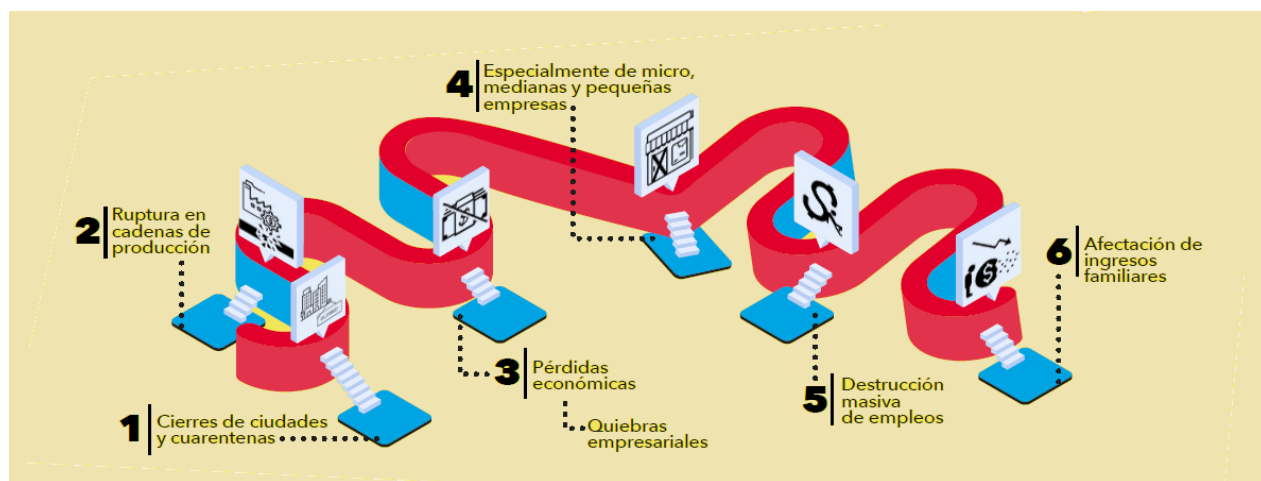 1
Cierres de ciudades
y cuarentenas
2
Ruptura en
cadenas de
producción
3
Pérdidas
económicas
Quiebras
empresariales
4
Especialmente de micro,
medianas y pequeñas
empresas
5
Destrucción
masiva
de empleos
6
Afectación de
ingresos
familiares